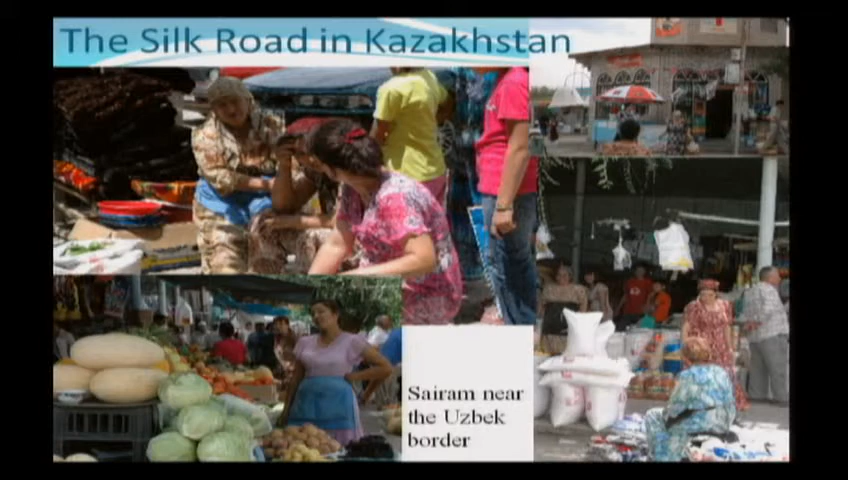 The Silk Road in Kazakhstan
Sairam near
the Uzbek
border